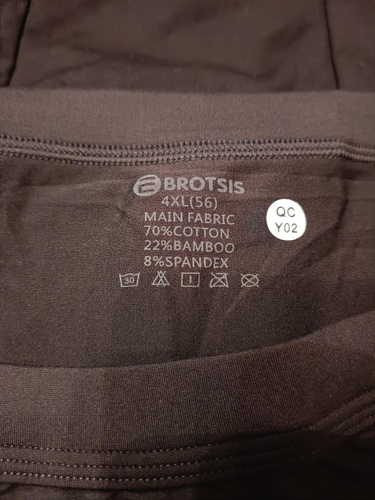 BROTSIS
4XL(56)
MAIN FABRIC
70%COTTON
22%BAMBOO
8%SPANDEX
30
QC
Y02